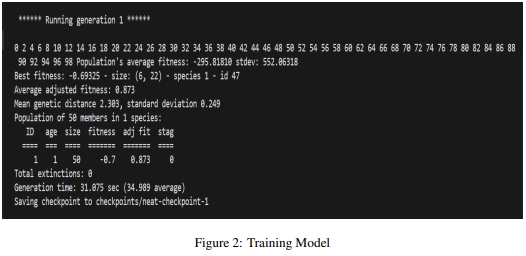 ****** Running generation 1 ******
0 2 4 6 8 10 12 14 16 18 20 22 24 26 28 30 32 34 36 38 40 42 44 46 48 50 52 54 56 58 60 62 64 66 68 70 72 74 76 78 80 82 84 86 88
90 92 94 96 98 Population's average fitness: -295.81810 stdev: 552.06318
Best fitness: -0.69325 - size: (6, 22) - species 1 - id 47
Average adjusted fitness: 0.873
Mean genetic distance 2.303, standard deviation 0.249
Population of 50 members in 1 species:
ID age size fitness adj fit stag
==== === ==== ======= ======= ====
1 1 50 -0.7 0.873 0
Total extinctions: 0
Generation time: 31.075 sec (34.989 average)
Saving checkpoint to checkpoints/neat-checkpoint-1
Figure 2: Training Model